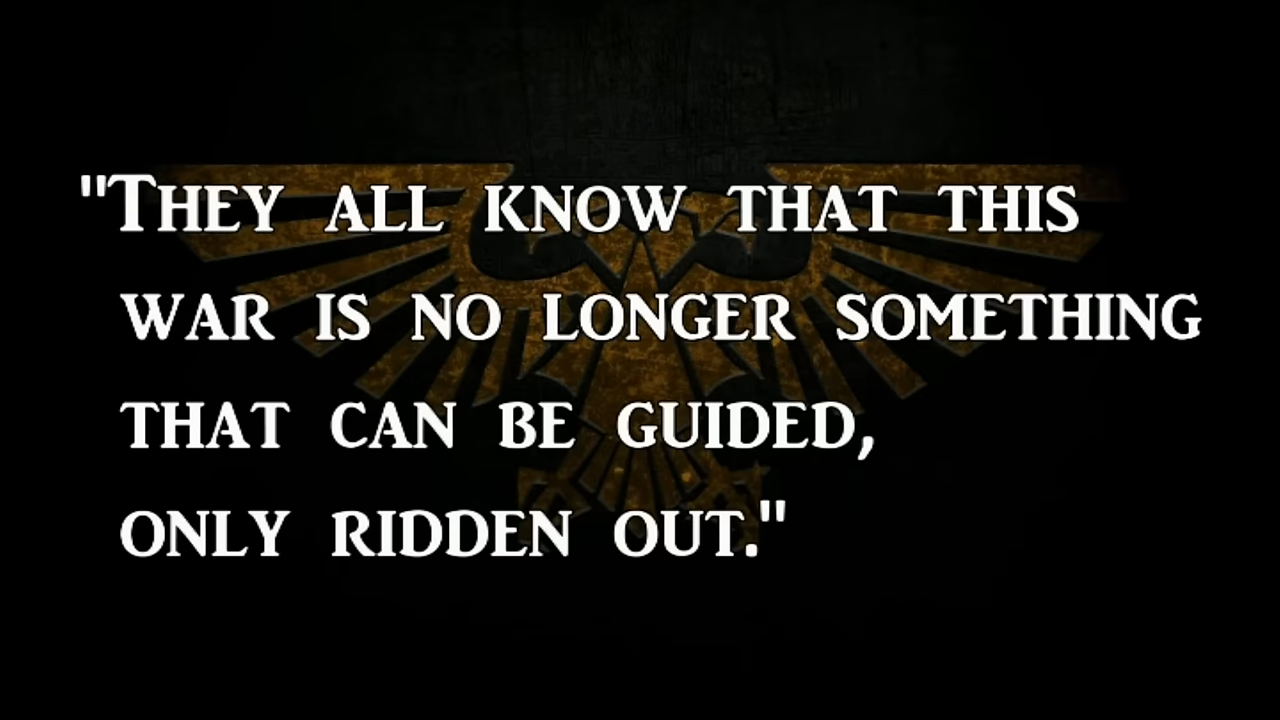 "They all know that this
war is no longer something
that can be guided,
only ridden out."